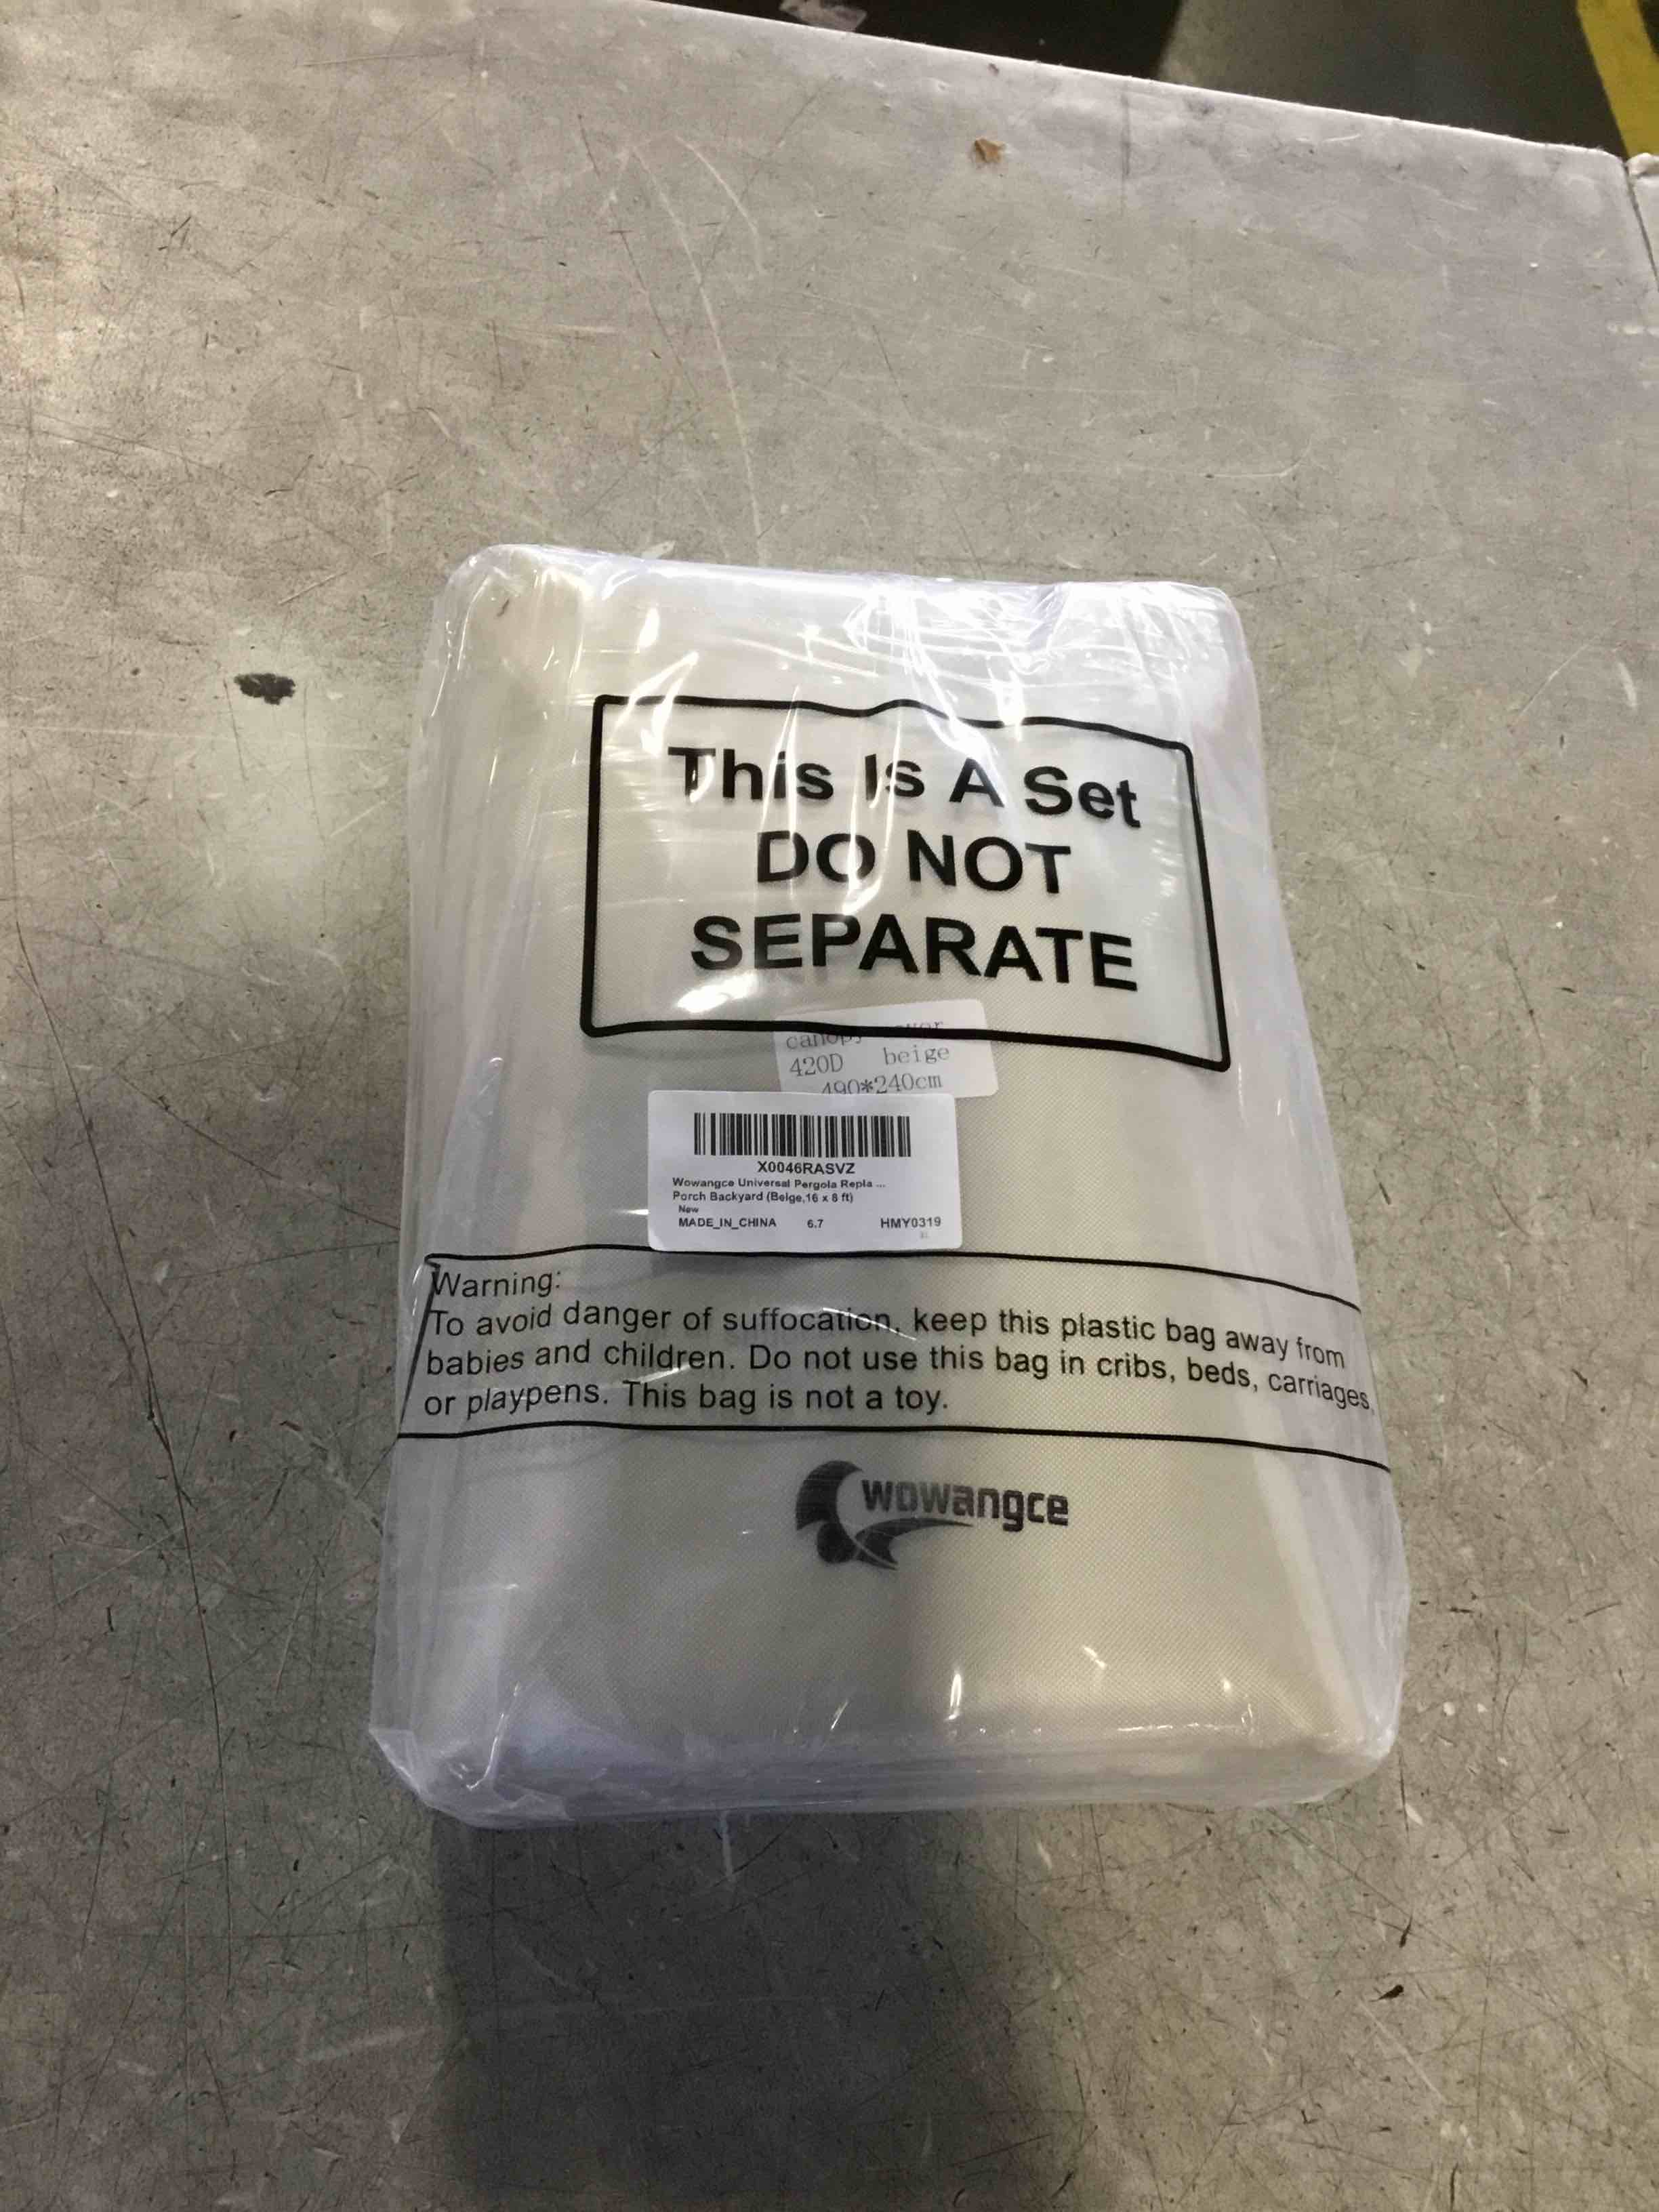 This Is A Set
DO NOT
SEPARATE
canopy cover
420D beige
490*240cm
X0046RASVZ
Wowangce Universal Pergola Repla ...
Porch Backyard (Beige,16 x 8 ft)
New
MADE_IN_CHINA 6.7 HMY0319
Warning:
To avoid danger of suffocation, keep this plastic bag away from
babies and children. Do not use this bag in cribs, beds, carriages,
or playpens. This bag is not a toy.
wowangce